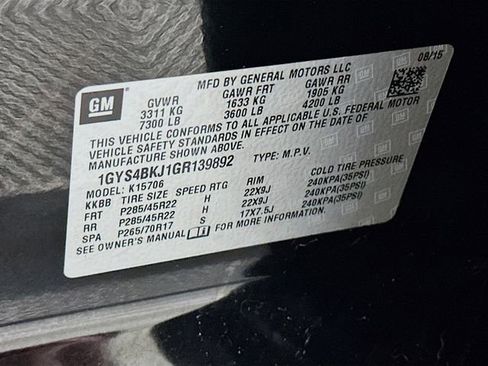 MFD BY GENERAL MOTORS LLC 08/15
GM GVWR GAWR FRT GAWR RR
3311 KG 1633 KG 1905 KG
7300 LB 3600 LB 4200 LB
THIS VEHICLE CONFORMS TO ALL APPLICABLE U.S. FEDERAL MOTOR
VEHICLE SAFETY STANDARDS IN EFFECT ON THE DATE OF
MANUFACTURE SHOWN ABOVE.
1GYS4BKJ1GR139892 TYPE: M.P.V.
MODEL: K15706
KKBB TIRE SIZE SPEED RTG RIM COLD TIRE PRESSURE
FRT P285/45R22 H 22X9J 240KPA(35PSI)
RR P285/45R22 H 22X9J 240KPA(35PSI)
SPA P265/70R17 S 17X7.5J 240KPA(35PSI)
SEE OWNER'S MANUAL FOR MORE INFORMATION.